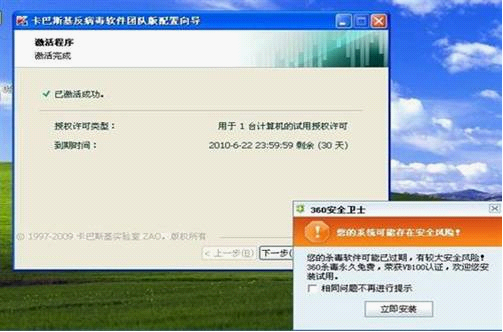 卡巴斯基反病毒软件团队版配置向导
激活程序
激活完成
已激活成功。
授权许可类型： 用于 1 台计算机的试用授权许可
到期时间： 2010-6-22 23:59:59 剩余 (30 天)
© 1997-2009 卡巴斯基实验室 ZAO。版权所有
< 上一步(B) 下一步(
360安全卫士
您的系统可能存在安全风险！
您的杀毒软件可能已过期，有较大安全风险！
360杀毒永久免费，荣获VB100认证，欢迎您
安装试用。
相同问题不再进行提示
立即安装